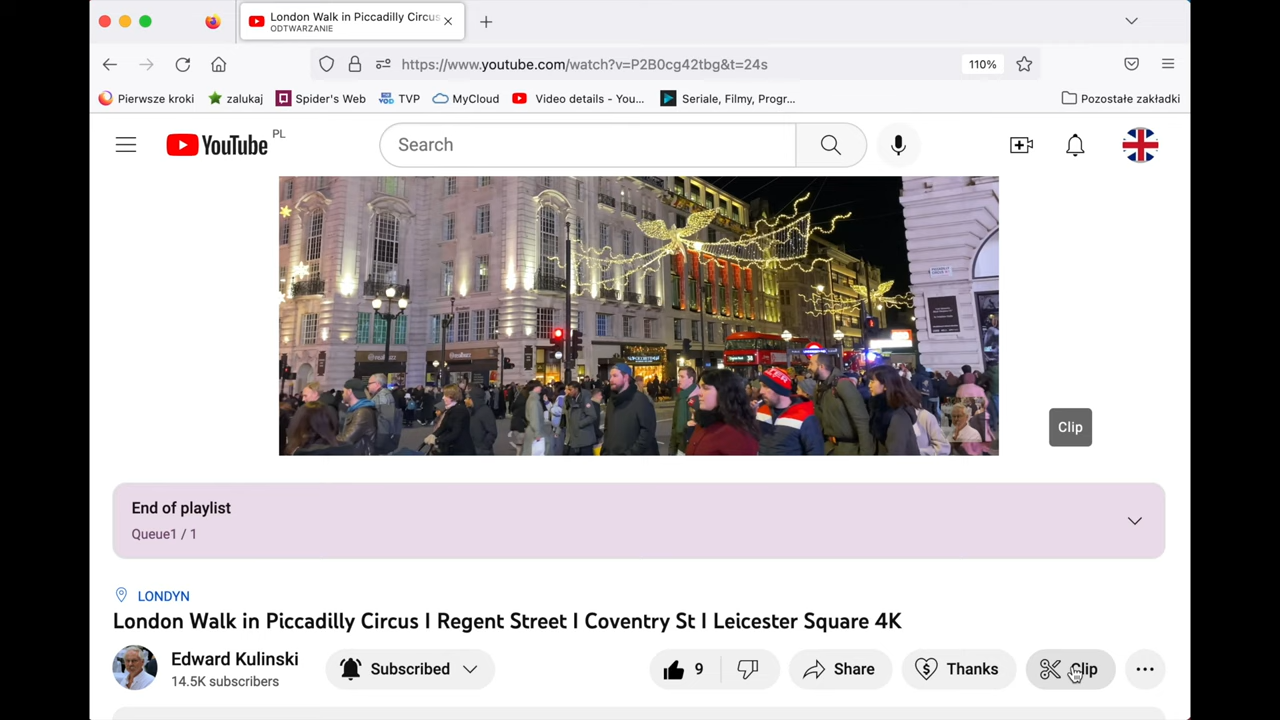 London Walk in Piccadilly Circus
ODTWARZANIE
https://www.youtube.com/watch?v=P2B0cg42tbg&t=24s
110%
Pierwsze kroki
zalukaj
Spider's Web
TVP
MyCloud
Video details - You...
Seriale, Filmy, Progr...
Pozostałe zakładki
YouTube PL
Search
Clip
End of playlist
Queue1 / 1
LONDYN
London Walk in Piccadilly Circus I Regent Street I Coventry St I Leicester Square 4K
Edward Kulinski
14.5K subscribers
Subscribed
9
Share
Thanks
Clip